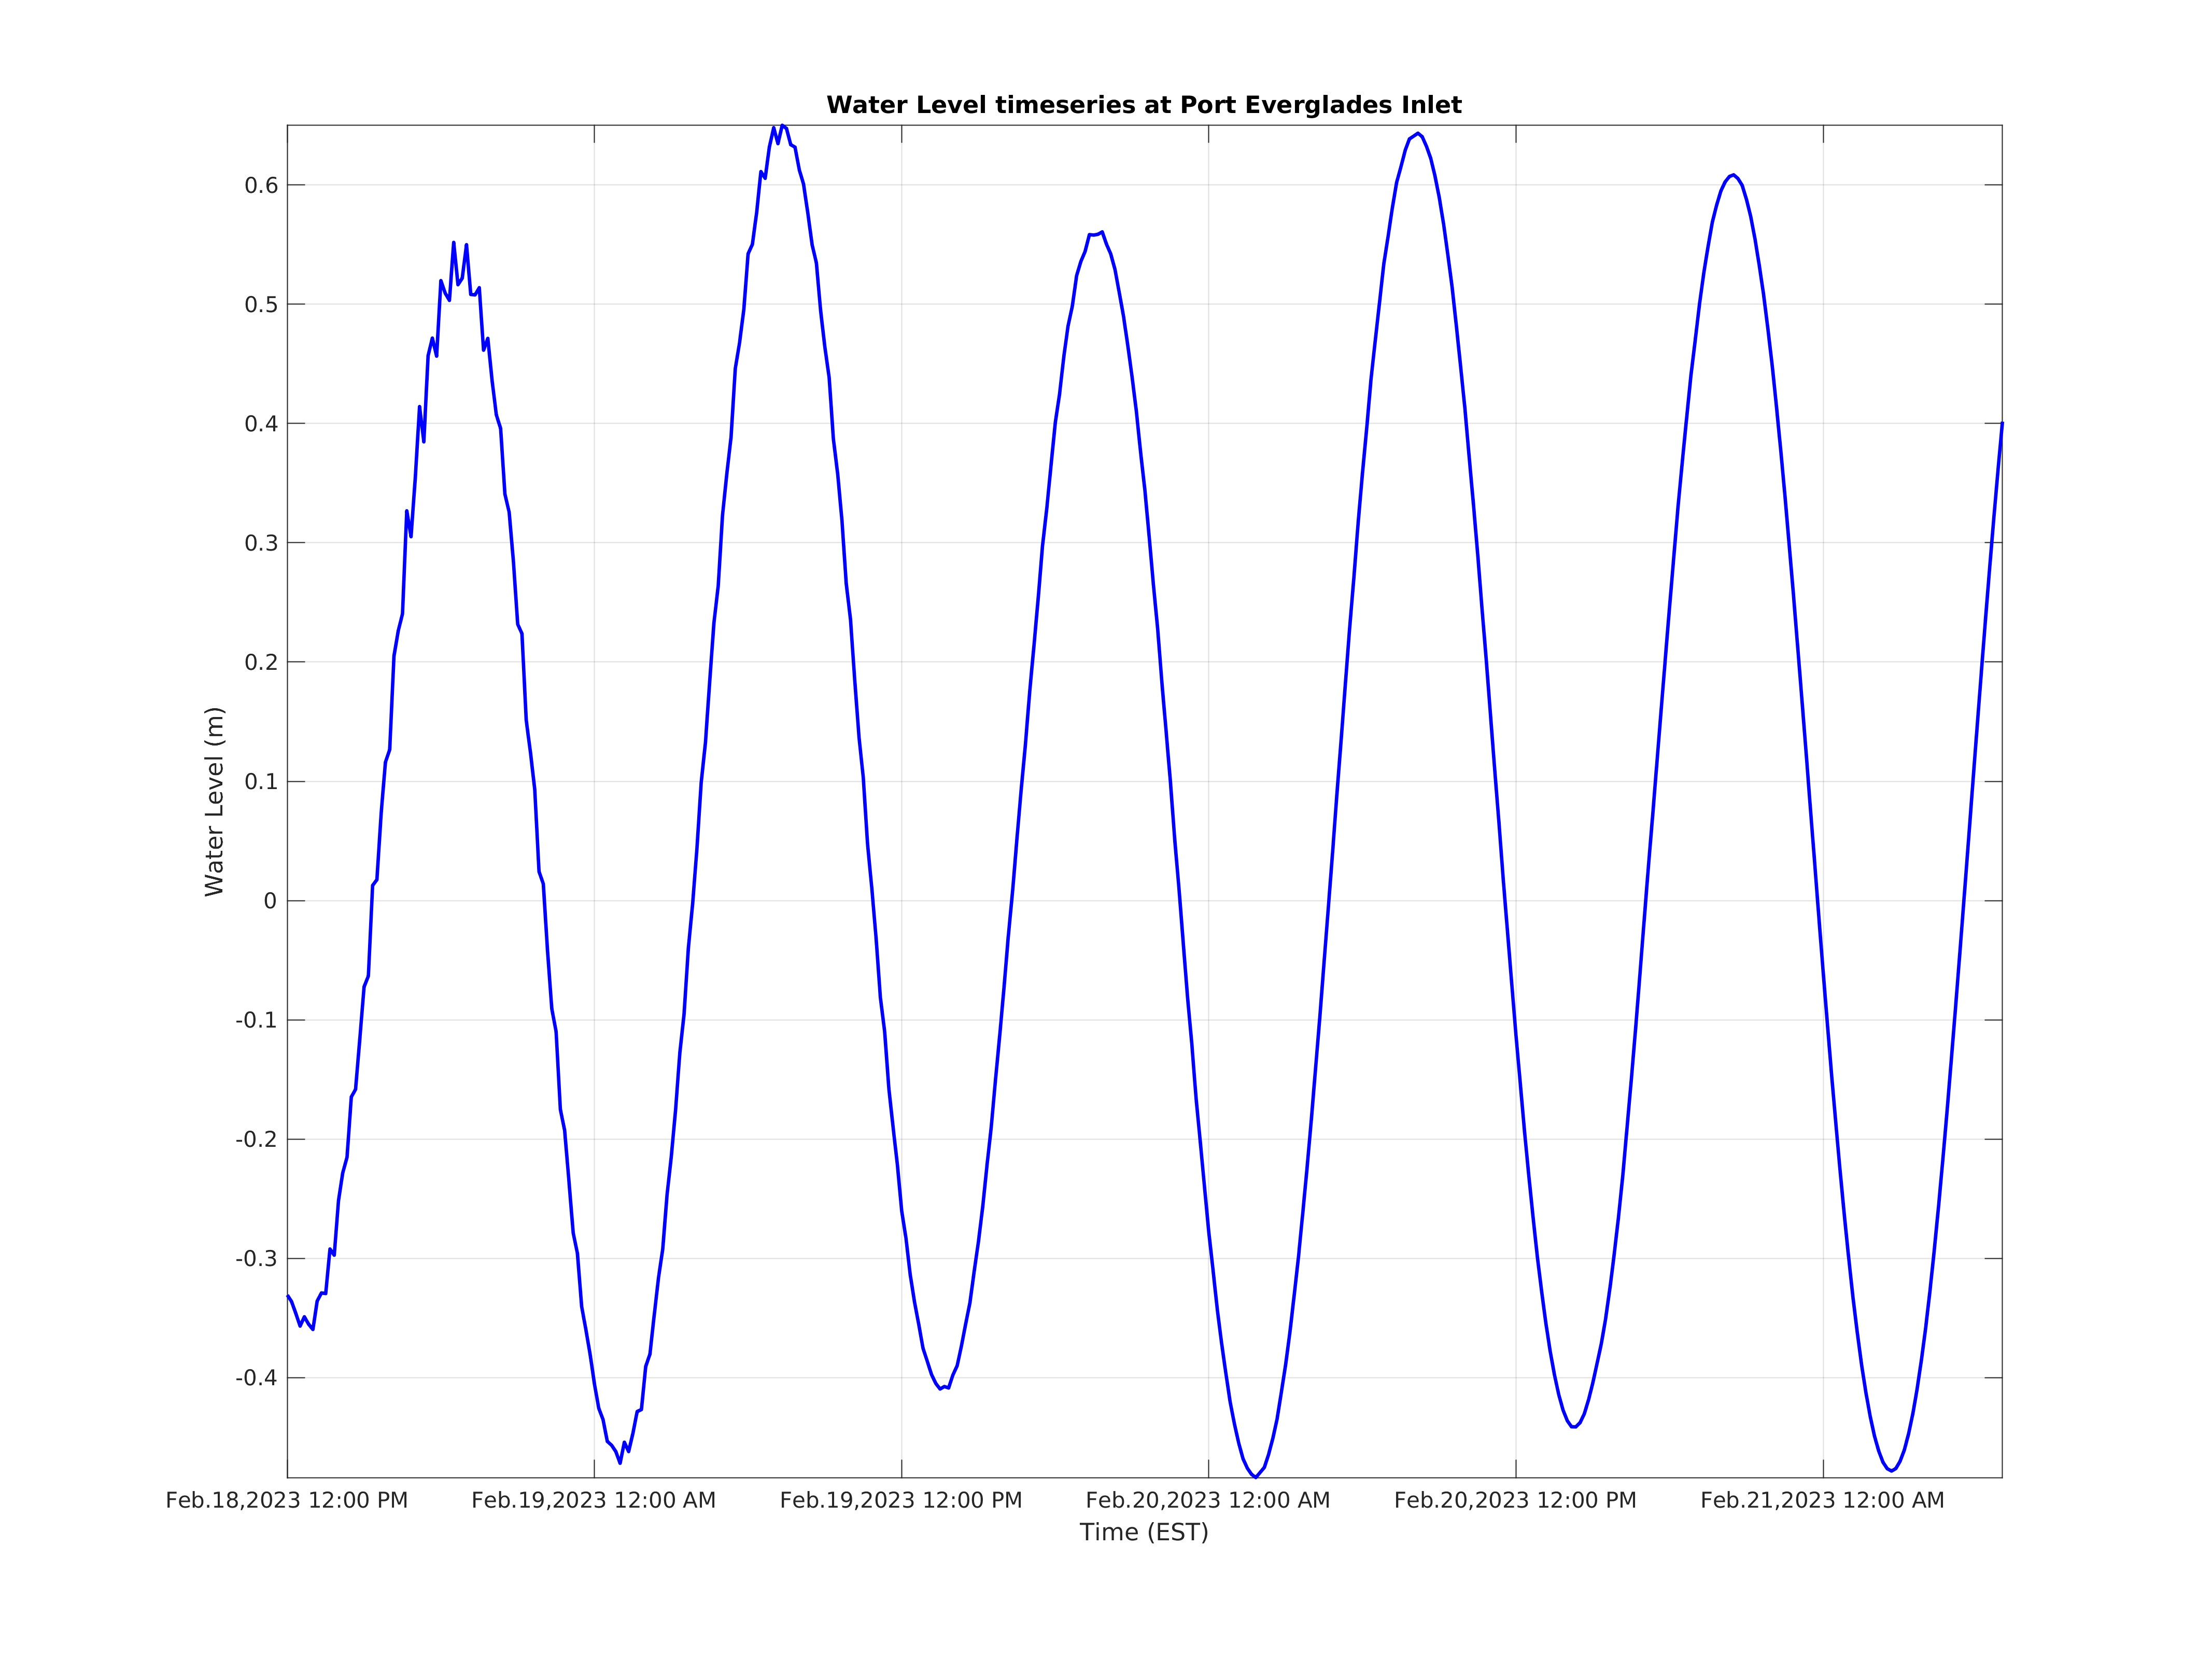 Water Level timeseries at Port Everglades Inlet
0.6
0.5
0.4
0.3
0.2
0.1
0
-0.1
-0.2
-0.3
-0.4
Water Level (m)
Feb.18,2023 12:00 PM Feb.19,2023 12:00 AM Feb.19,2023 12:00 PM Feb.20,2023 12:00 AM Feb.20,2023 12:00 PM Feb.21,2023 12:00 AM
Time (EST)